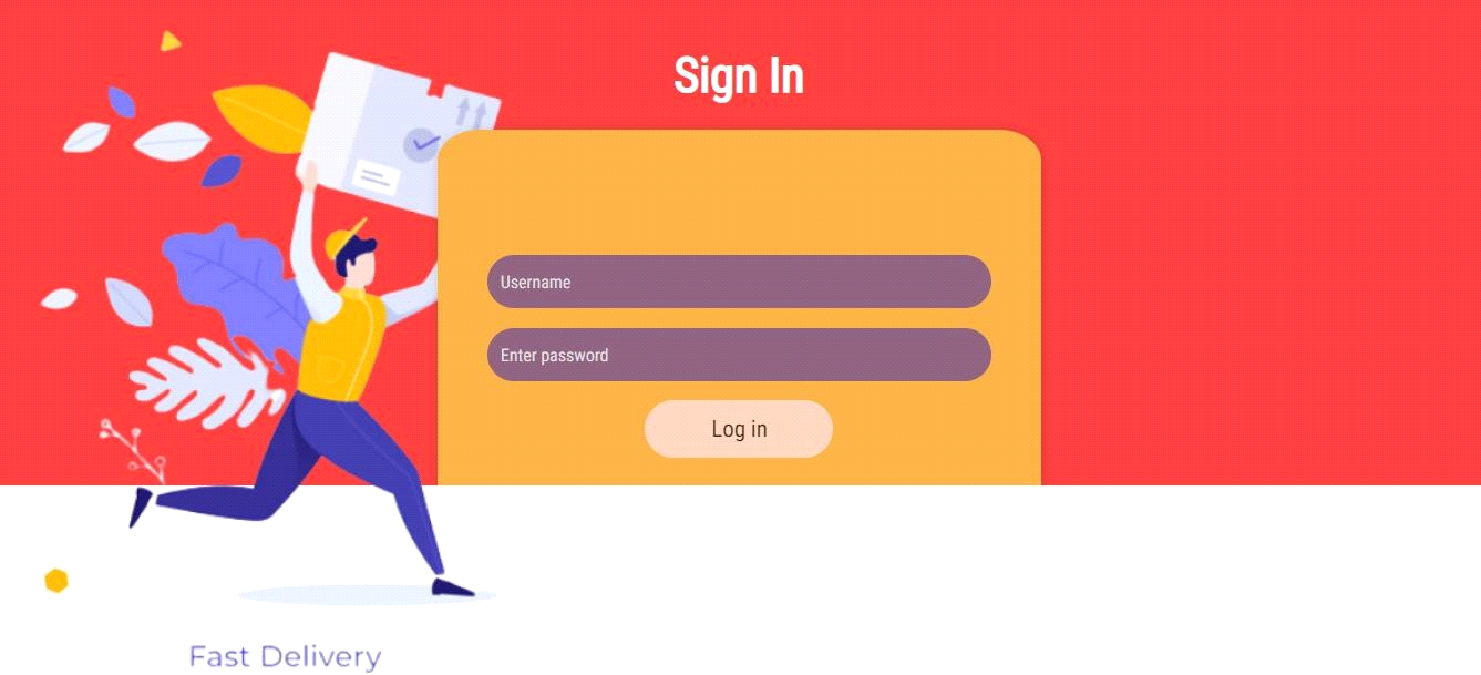 Sign In
Username
Enter password
Log in
Fast Delivery